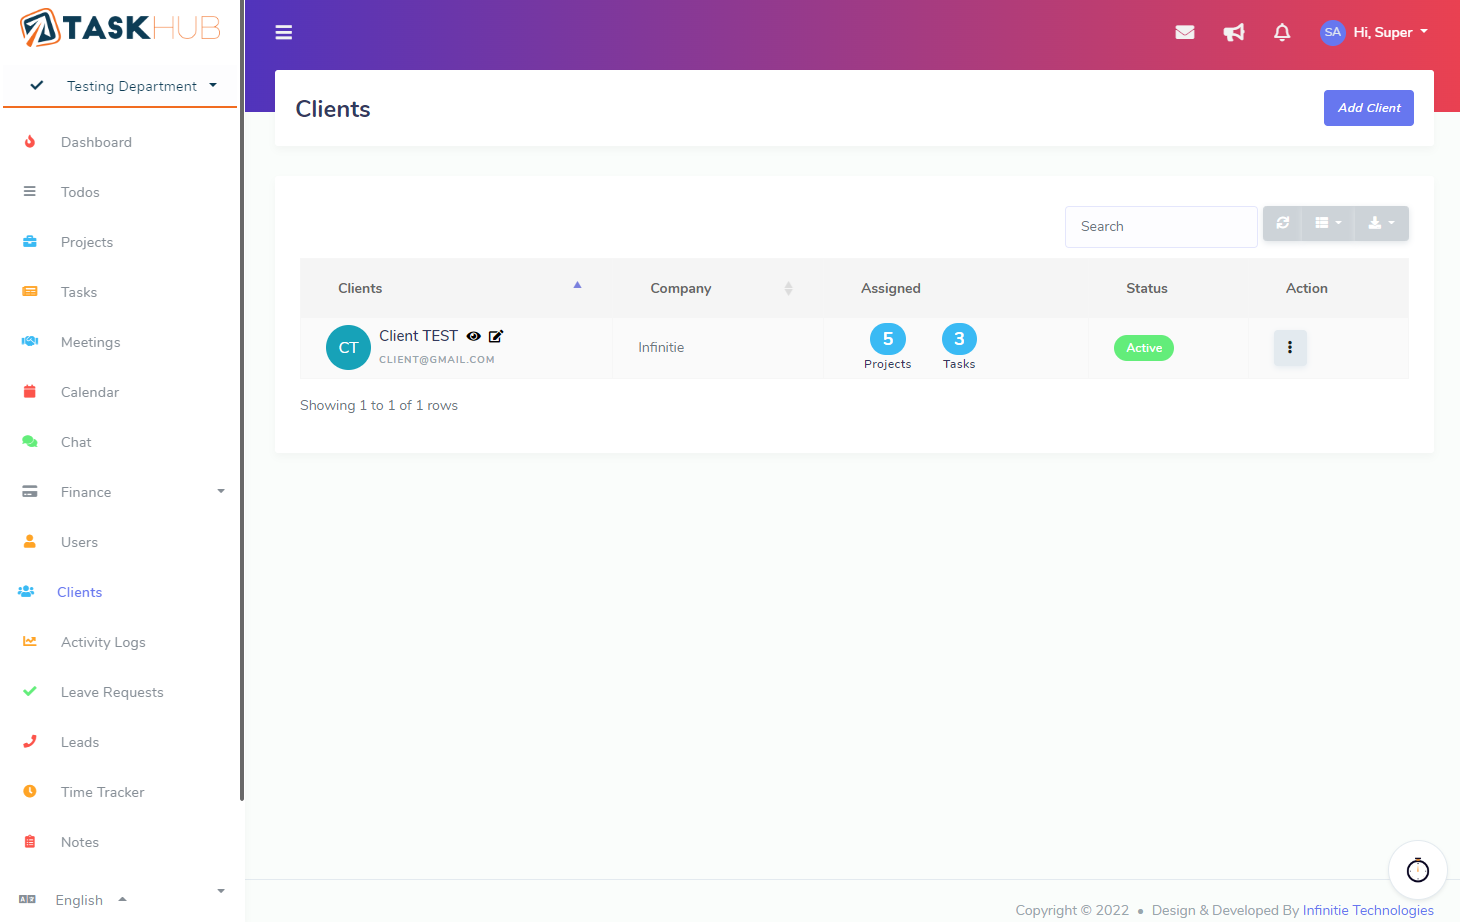 TASKHUB
Testing Department
Dashboard
Todos
Projects
Tasks
Meetings
Calendar
Chat
Finance
Users
Clients
Activity Logs
Leave Requests
Leads
Time Tracker
Notes
English
SA Hi, Super
Clients
Add Client
Search
Clients Company Assigned Status Action
CT Client TEST
CLIENT@GMAIL.COM
Infinitie
5 3
Projects Tasks
Active
Showing 1 to 1 of 1 rows
Copyright © 2022 • Design & Developed By Infinitie Technologies